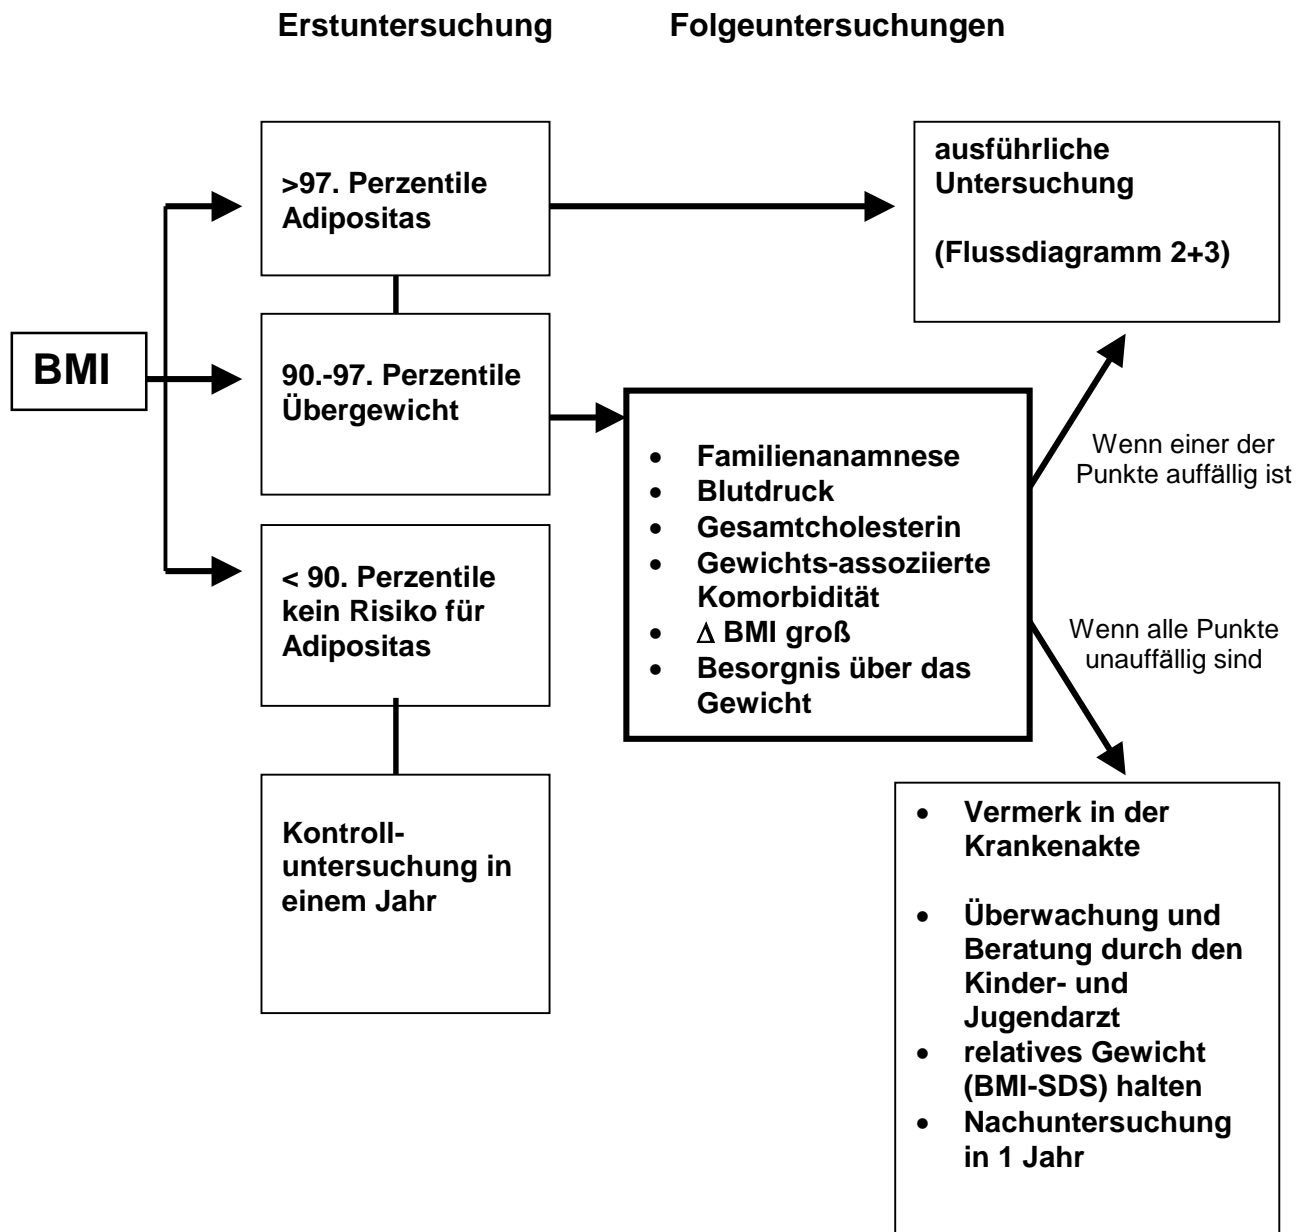 Erstuntersuchung
Folgeuntersuchungen
BMI
>97. Perzentile
Adipositas
ausführliche
Untersuchung
(Flussdiagramm 2+3)
90.-97. Perzentile
Übergewicht
• Familienanamnese
• Blutdruck
• Gesamtcholesterin
• Gewichts-assoziierte
Komorbidität
• Δ BMI groß
• Besorgnis über das
Gewicht
Wenn einer der
Punkte auffällig ist
Wenn alle Punkte
unauffällig sind
< 90. Perzentile
kein Risiko für
Adipositas
Kontroll-
untersuchung in
einem Jahr
• Vermerk in der
Krankenakte
• Überwachung und
Beratung durch den
Kinder- und
Jugendarzt
• relatives Gewicht
(BMI-SDS) halten
• Nachuntersuchung
in 1 Jahr